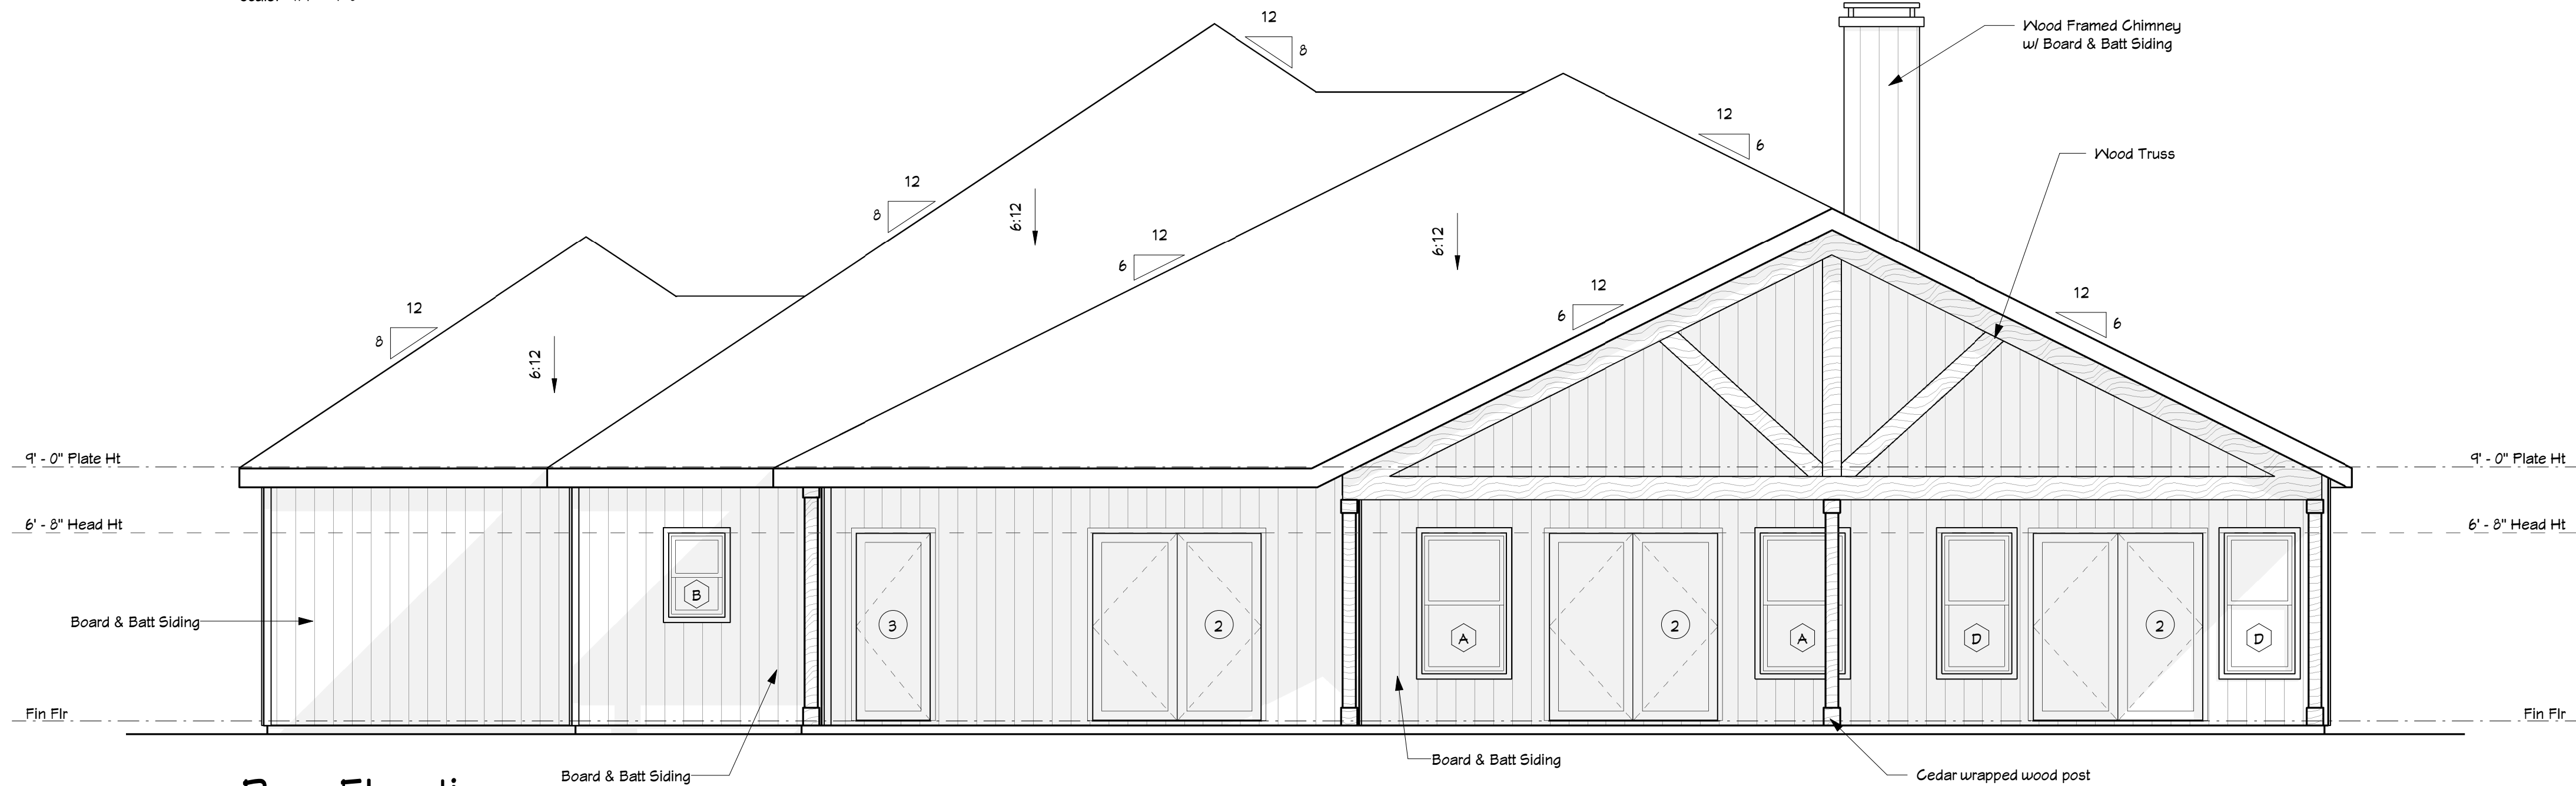 12
8
Wood Framed Chimney
w/ Board & Batt Siding
12
6
Wood Truss
12
8
6:12
12
6
6:12
12
6
12
6
12
8
6:12
9' - 0" Plate Ht
9' - 0" Plate Ht
6' - 8" Head Ht
6' - 8" Head Ht
B
3
2
A
2
A
D
2
D
Board & Batt Siding
Fin Flr
Fin Flr
Board & Batt Siding
Board & Batt Siding
Cedar wrapped wood post